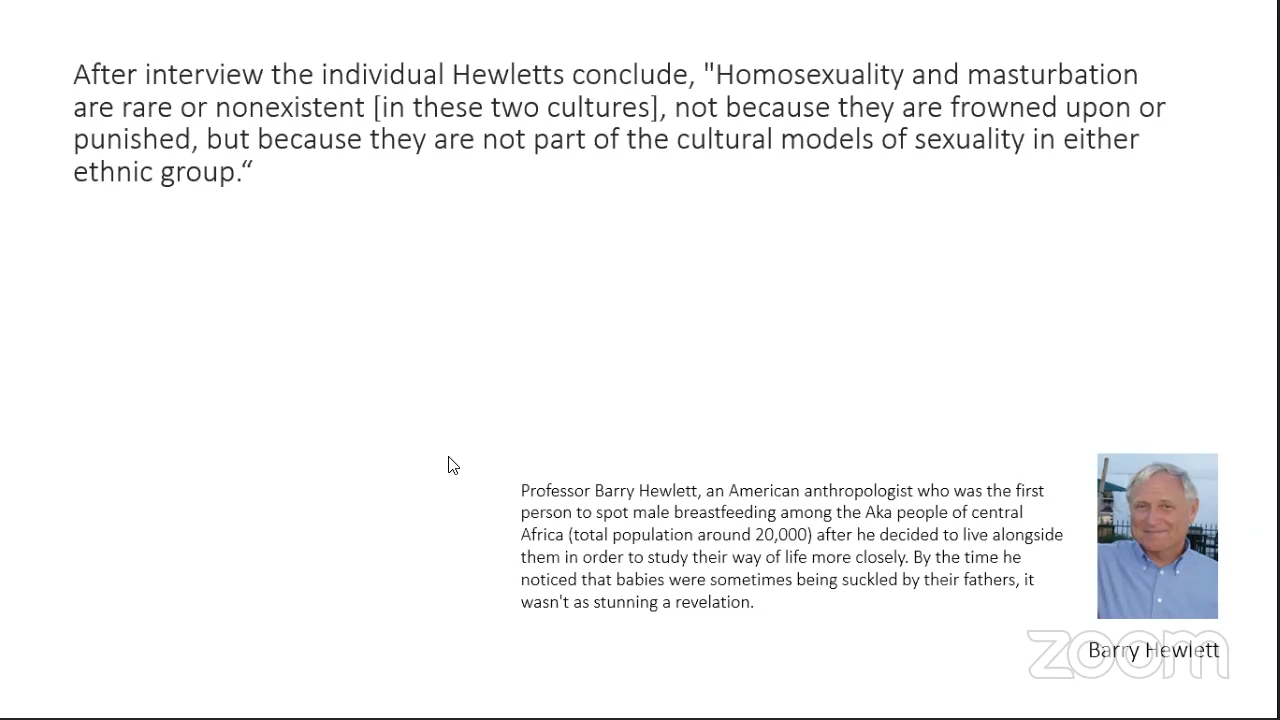 After interview the individual Hewletts conclude, "Homosexuality and masturbation
are rare or nonexistent [in these two cultures], not because they are frowned upon or
punished, but because they are not part of the cultural models of sexuality in either
ethnic group.“
Professor Barry Hewlett, an American anthropologist who was the first
person to spot male breastfeeding among the Aka people of central
Africa (total population around 20,000) after he decided to live alongside
them in order to study their way of life more closely. By the time he
noticed that babies were sometimes being suckled by their fathers, it
wasn't as stunning a revelation.
Barry Hewlett
zoom